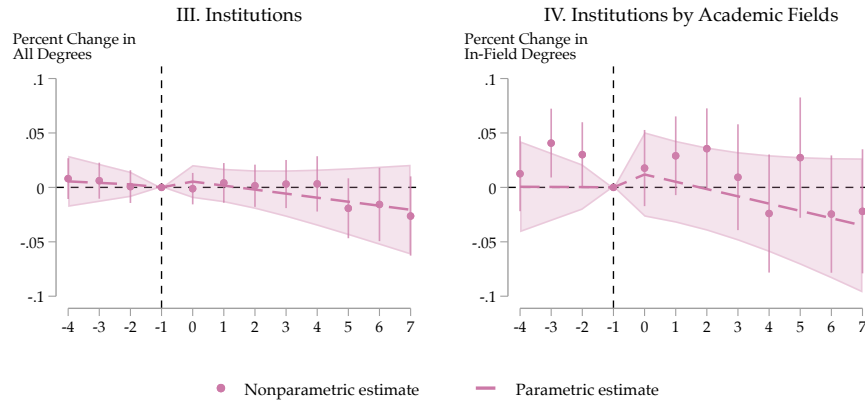 III. Institutions
Percent Change in
All Degrees
.1
.05
0
-.05
-.1
-4 -3 -2 -1 0 1 2 3 4 5 6 7
IV. Institutions by Academic Fields
Percent Change in
In-Field Degrees
.1
.05
0
-.05
-.1
-4 -3 -2 -1 0 1 2 3 4 5 6 7
Nonparametric estimate
Parametric estimate